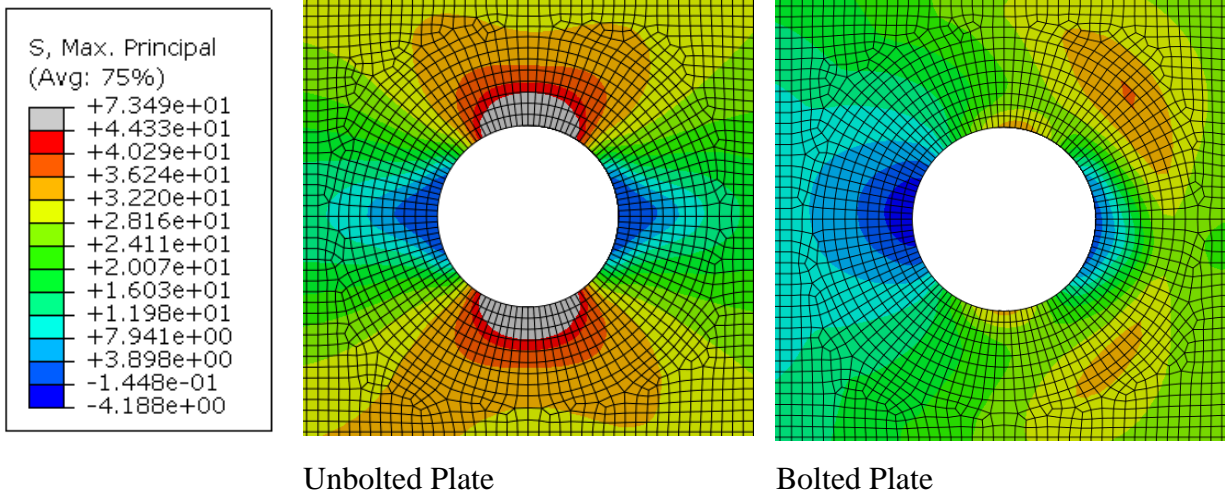 S, Max. Principal
(Avg: 75%)
+7.349e+01
+4.433e+01
+4.029e+01
+3.624e+01
+3.220e+01
+2.816e+01
+2.411e+01
+2.007e+01
+1.603e+01
+1.198e+01
+7.941e+00
+3.898e+00
-1.448e-01
-4.188e+00
Unbolted Plate
Bolted Plate